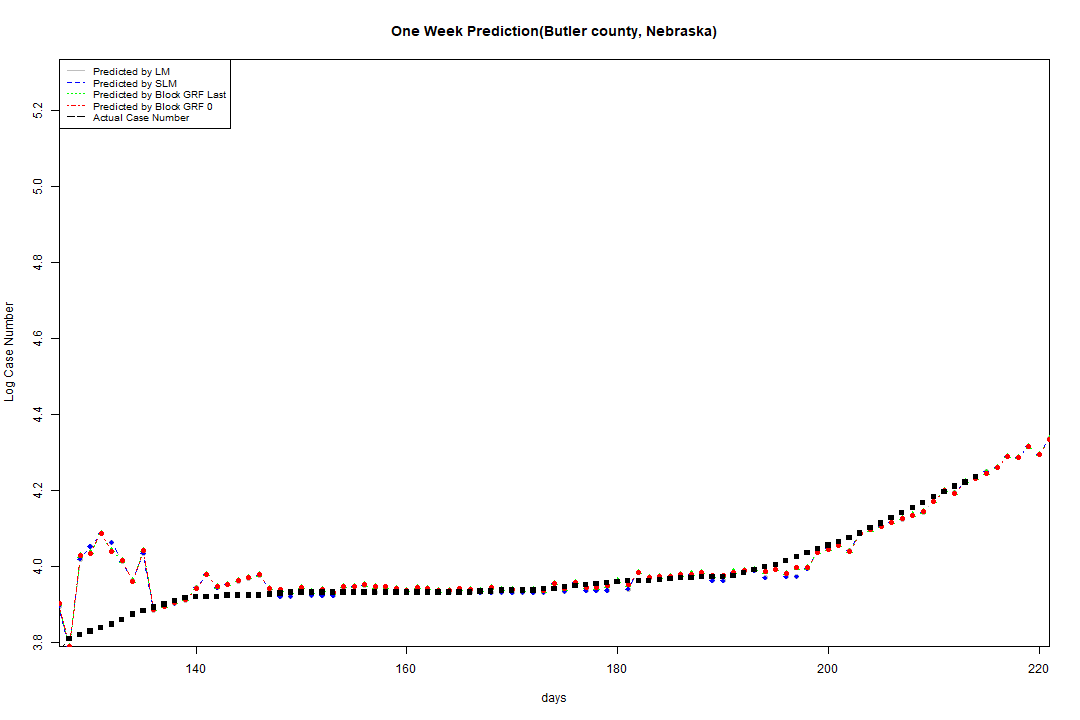 One Week Prediction(Butler county, Nebraska)
Predicted by LM
Predicted by SLM
Predicted by Block GRF Last
Predicted by Block GRF 0
Actual Case Number
5.2
5.0
4.8
4.6
4.4
4.2
4.0
3.8
Log Case Number
140 160 180 200 220
days